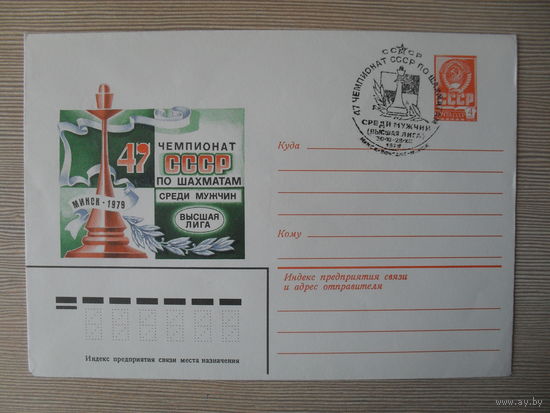 47
ЧЕМПИОНАТ
СССР
ПО ШАХМАТАМ
СРЕДИ МУЖЧИН
ВЫСШАЯ
ЛИГА
МИНСК - 1979
СССР
47 ЧЕМПИОНАТ СССР ПО ШАХМАТАМ
СРЕДИ МУЖЧИН
(ВЫСШАЯ ЛИГА)
1979
СССР
4
Куда
Кому
Индекс предприятия связи
и адрес отправителя
Индекс предприятия связи места назначения
www.ay.by